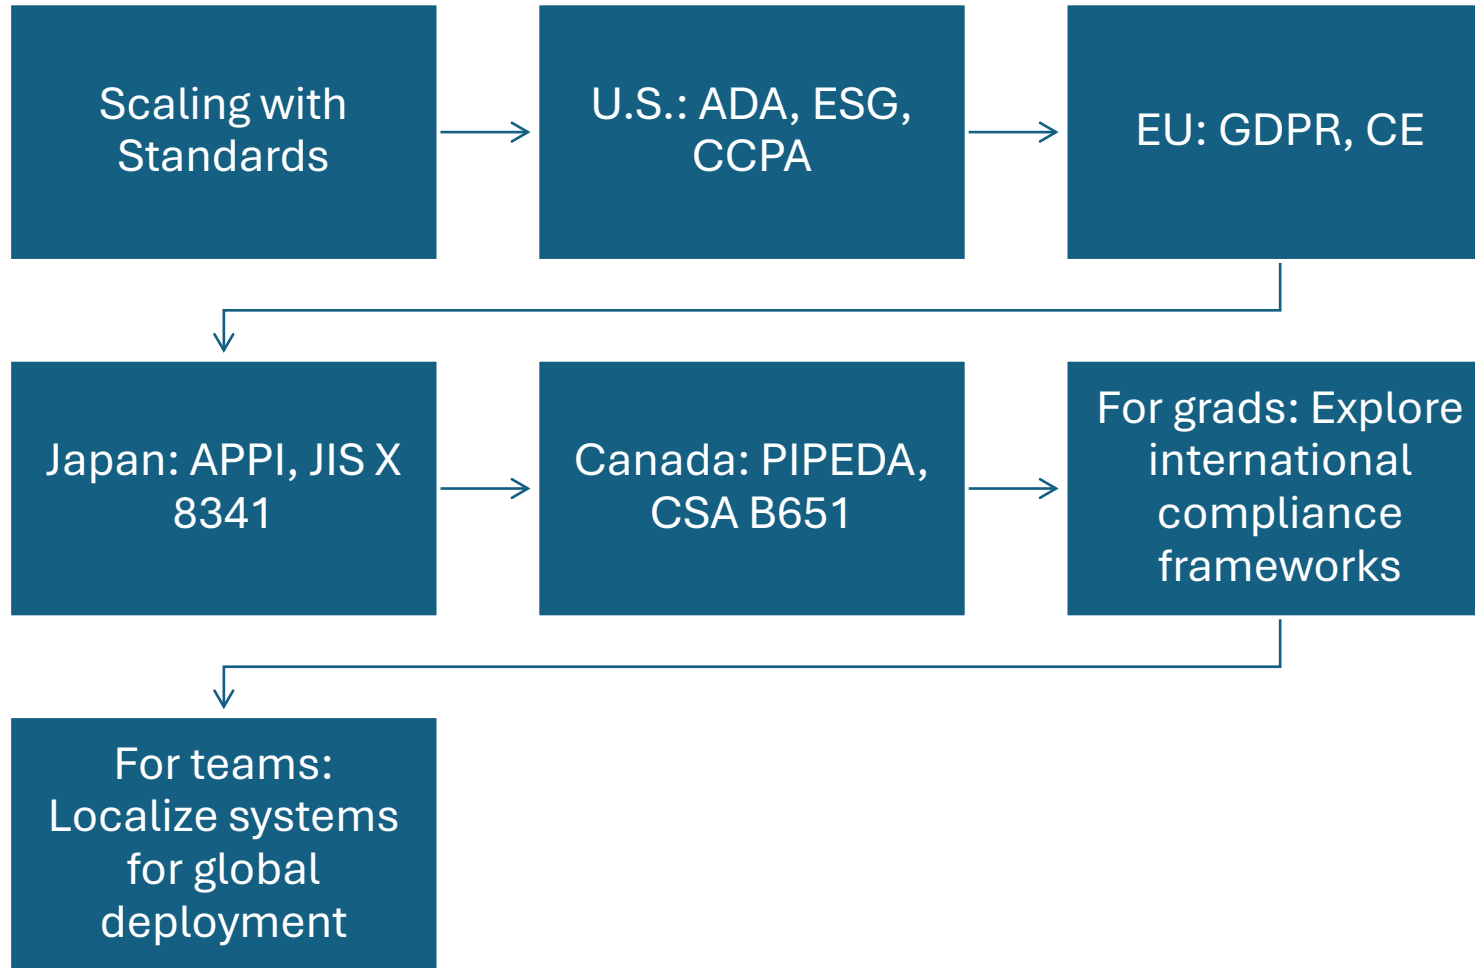 Scaling with
Standards
U.S.: ADA, ESG,
CCPA
EU: GDPR, CE
Japan: APPI, JIS X
8341
Canada: PIPEDA,
CSA B651
For grads: Explore
international
compliance
frameworks
For teams:
Localize systems
for global
deployment